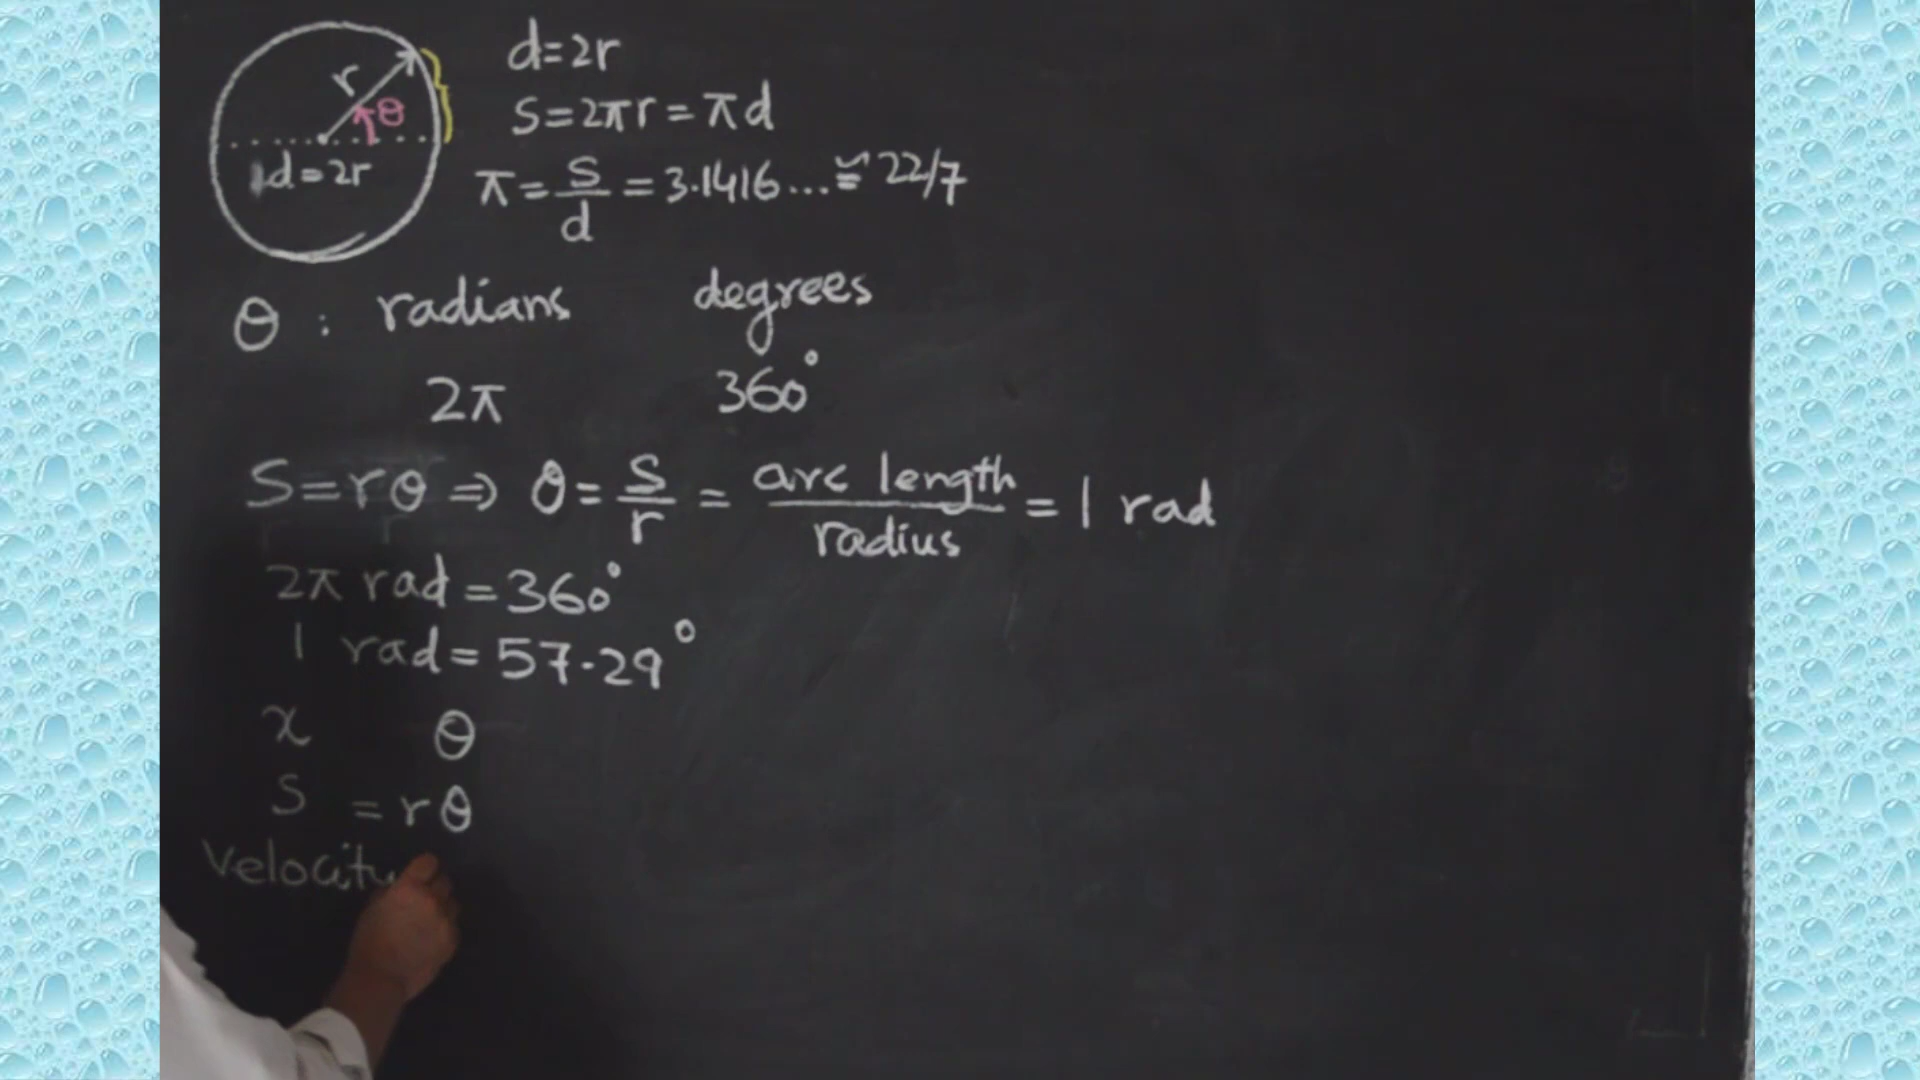 r
θ
d=2r
d=2r
S=2πr=πd
π=S/d=3.1416...≃22/7
θ : radians degrees
2π 360°
S=rθ⇒θ=S/r=arc length/radius=1 rad
2π rad=360°
1 rad=57.29°
x θ
S =rθ
Velocity